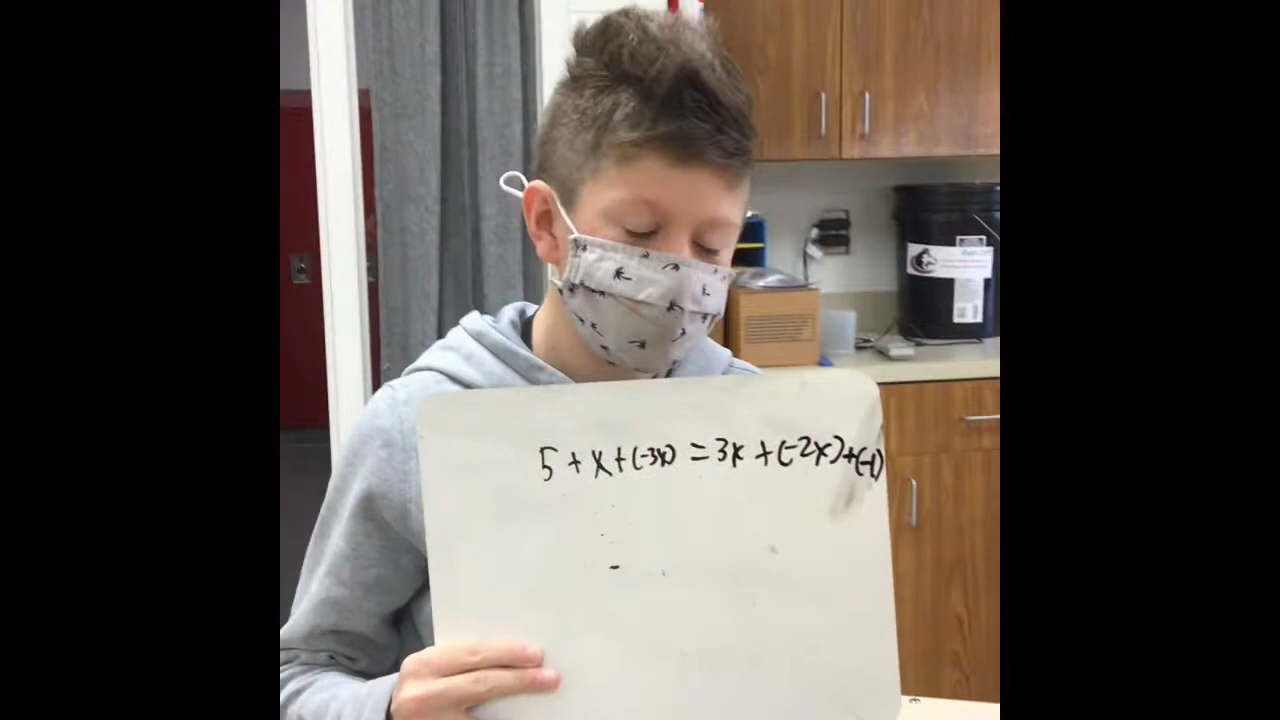 5 + x + (-3x) = 3x + (-2x) + (-1)